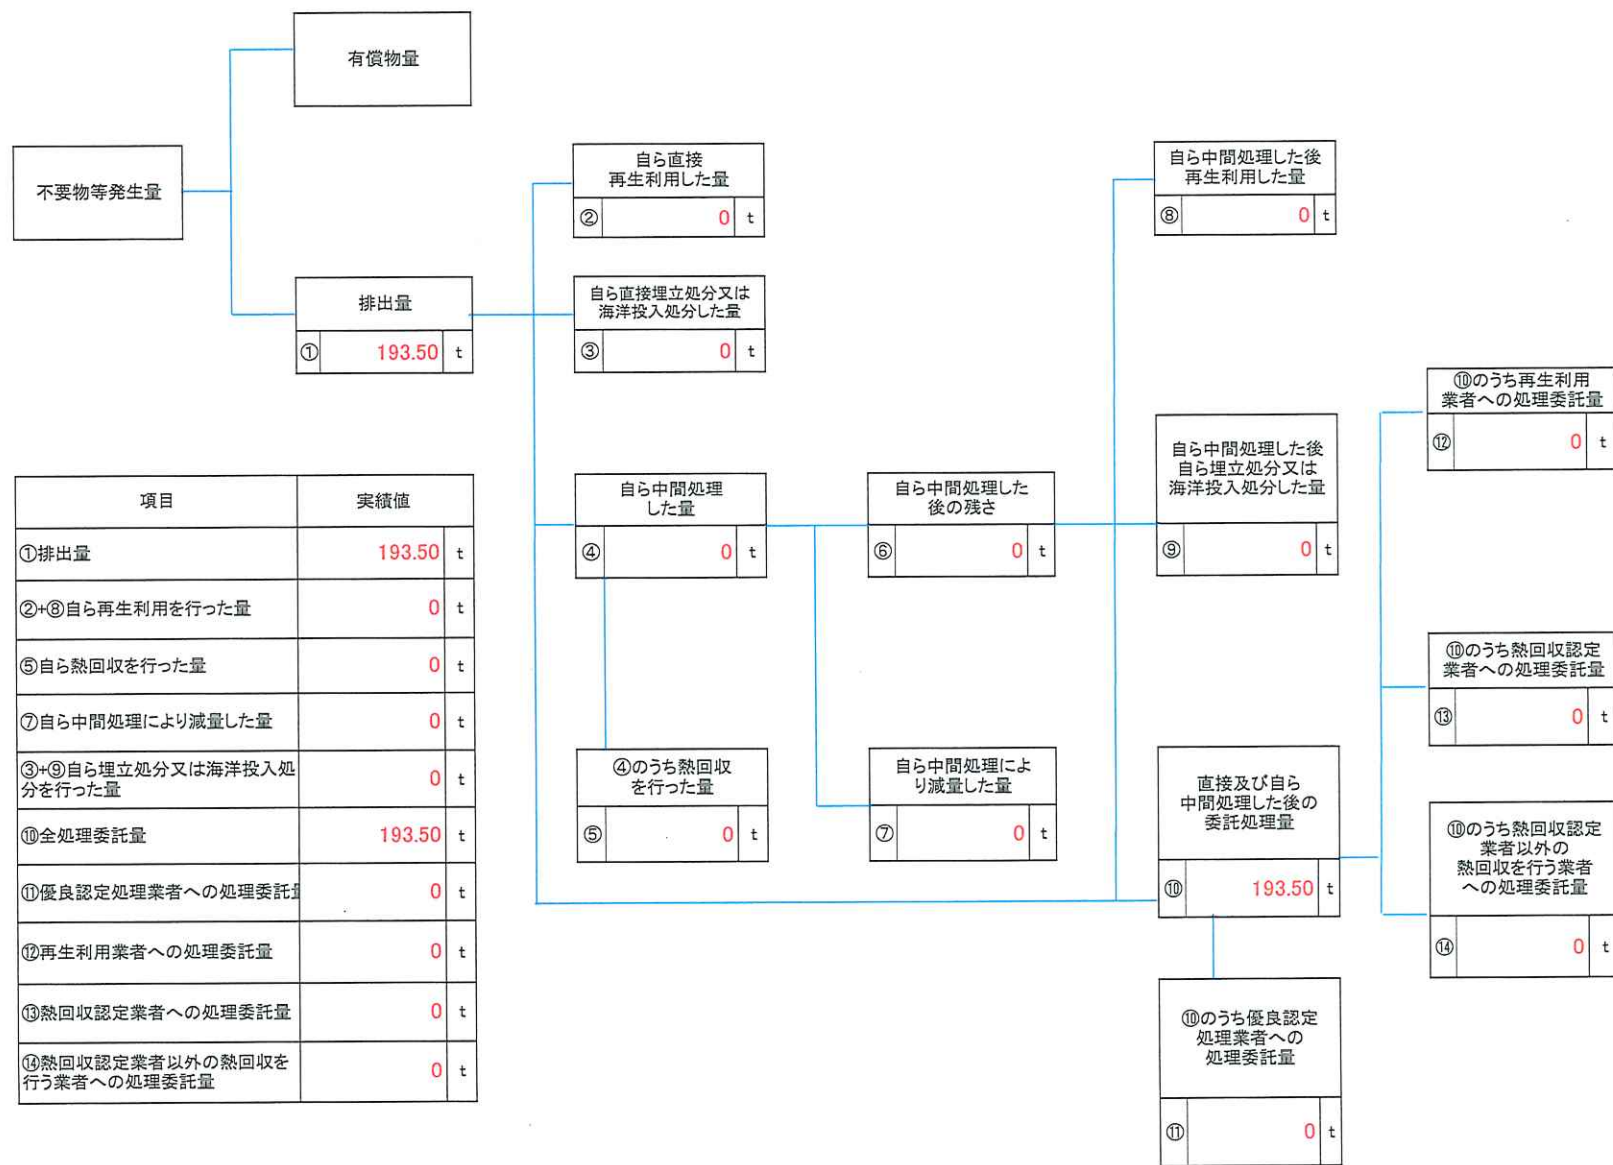 有償物量
不要物等発生量
排出量
① 193.50 t
自ら直接
再生利用した量
② 0 t
自ら直接埋立処分又は
海洋投入処分した量
③ 0 t
自ら中間処理
した量
④ 0 t
④のうち熱回収
を行った量
⑤ 0 t
自ら中間処理した
後の残さ
⑥ 0 t
自ら中間処理によ
り減量した量
⑦ 0 t
自ら中間処理した後
再生利用した量
⑧ 0 t
自ら中間処理した後
自ら埋立処分又は
海洋投入処分した量
⑨ 0 t
直接及び自ら
中間処理した後の
委託処理量
⑩ 193.50 t
⑩のうち優良認定
処理業者への
処理委託量
⑪ 0 t
⑩のうち再生利用
業者への処理委託量
⑫ 0 t
⑩のうち熱回収認定
業者への処理委託量
⑬ 0 t
⑩のうち熱回収認定
業者以外の
熱回収を行う業者
への処理委託量
⑭ 0 t
項目 実績値
①排出量 193.50 t
②+⑧自ら再生利用を行った量 0 t
⑤自ら熱回収を行った量 0 t
⑦自ら中間処理により減量した量 0 t
③+⑨自ら埋立処分又は海洋投入処
分を行った量 0 t
⑩全処理委託量 193.50 t
⑪優良認定処理業者への処理委託 0 t
⑫再生利用業者への処理委託量 0 t
⑬熱回収認定業者への処理委託量 0 t
⑭熱回収認定業者以外の熱回収を
行う業者への処理委託量 0 t